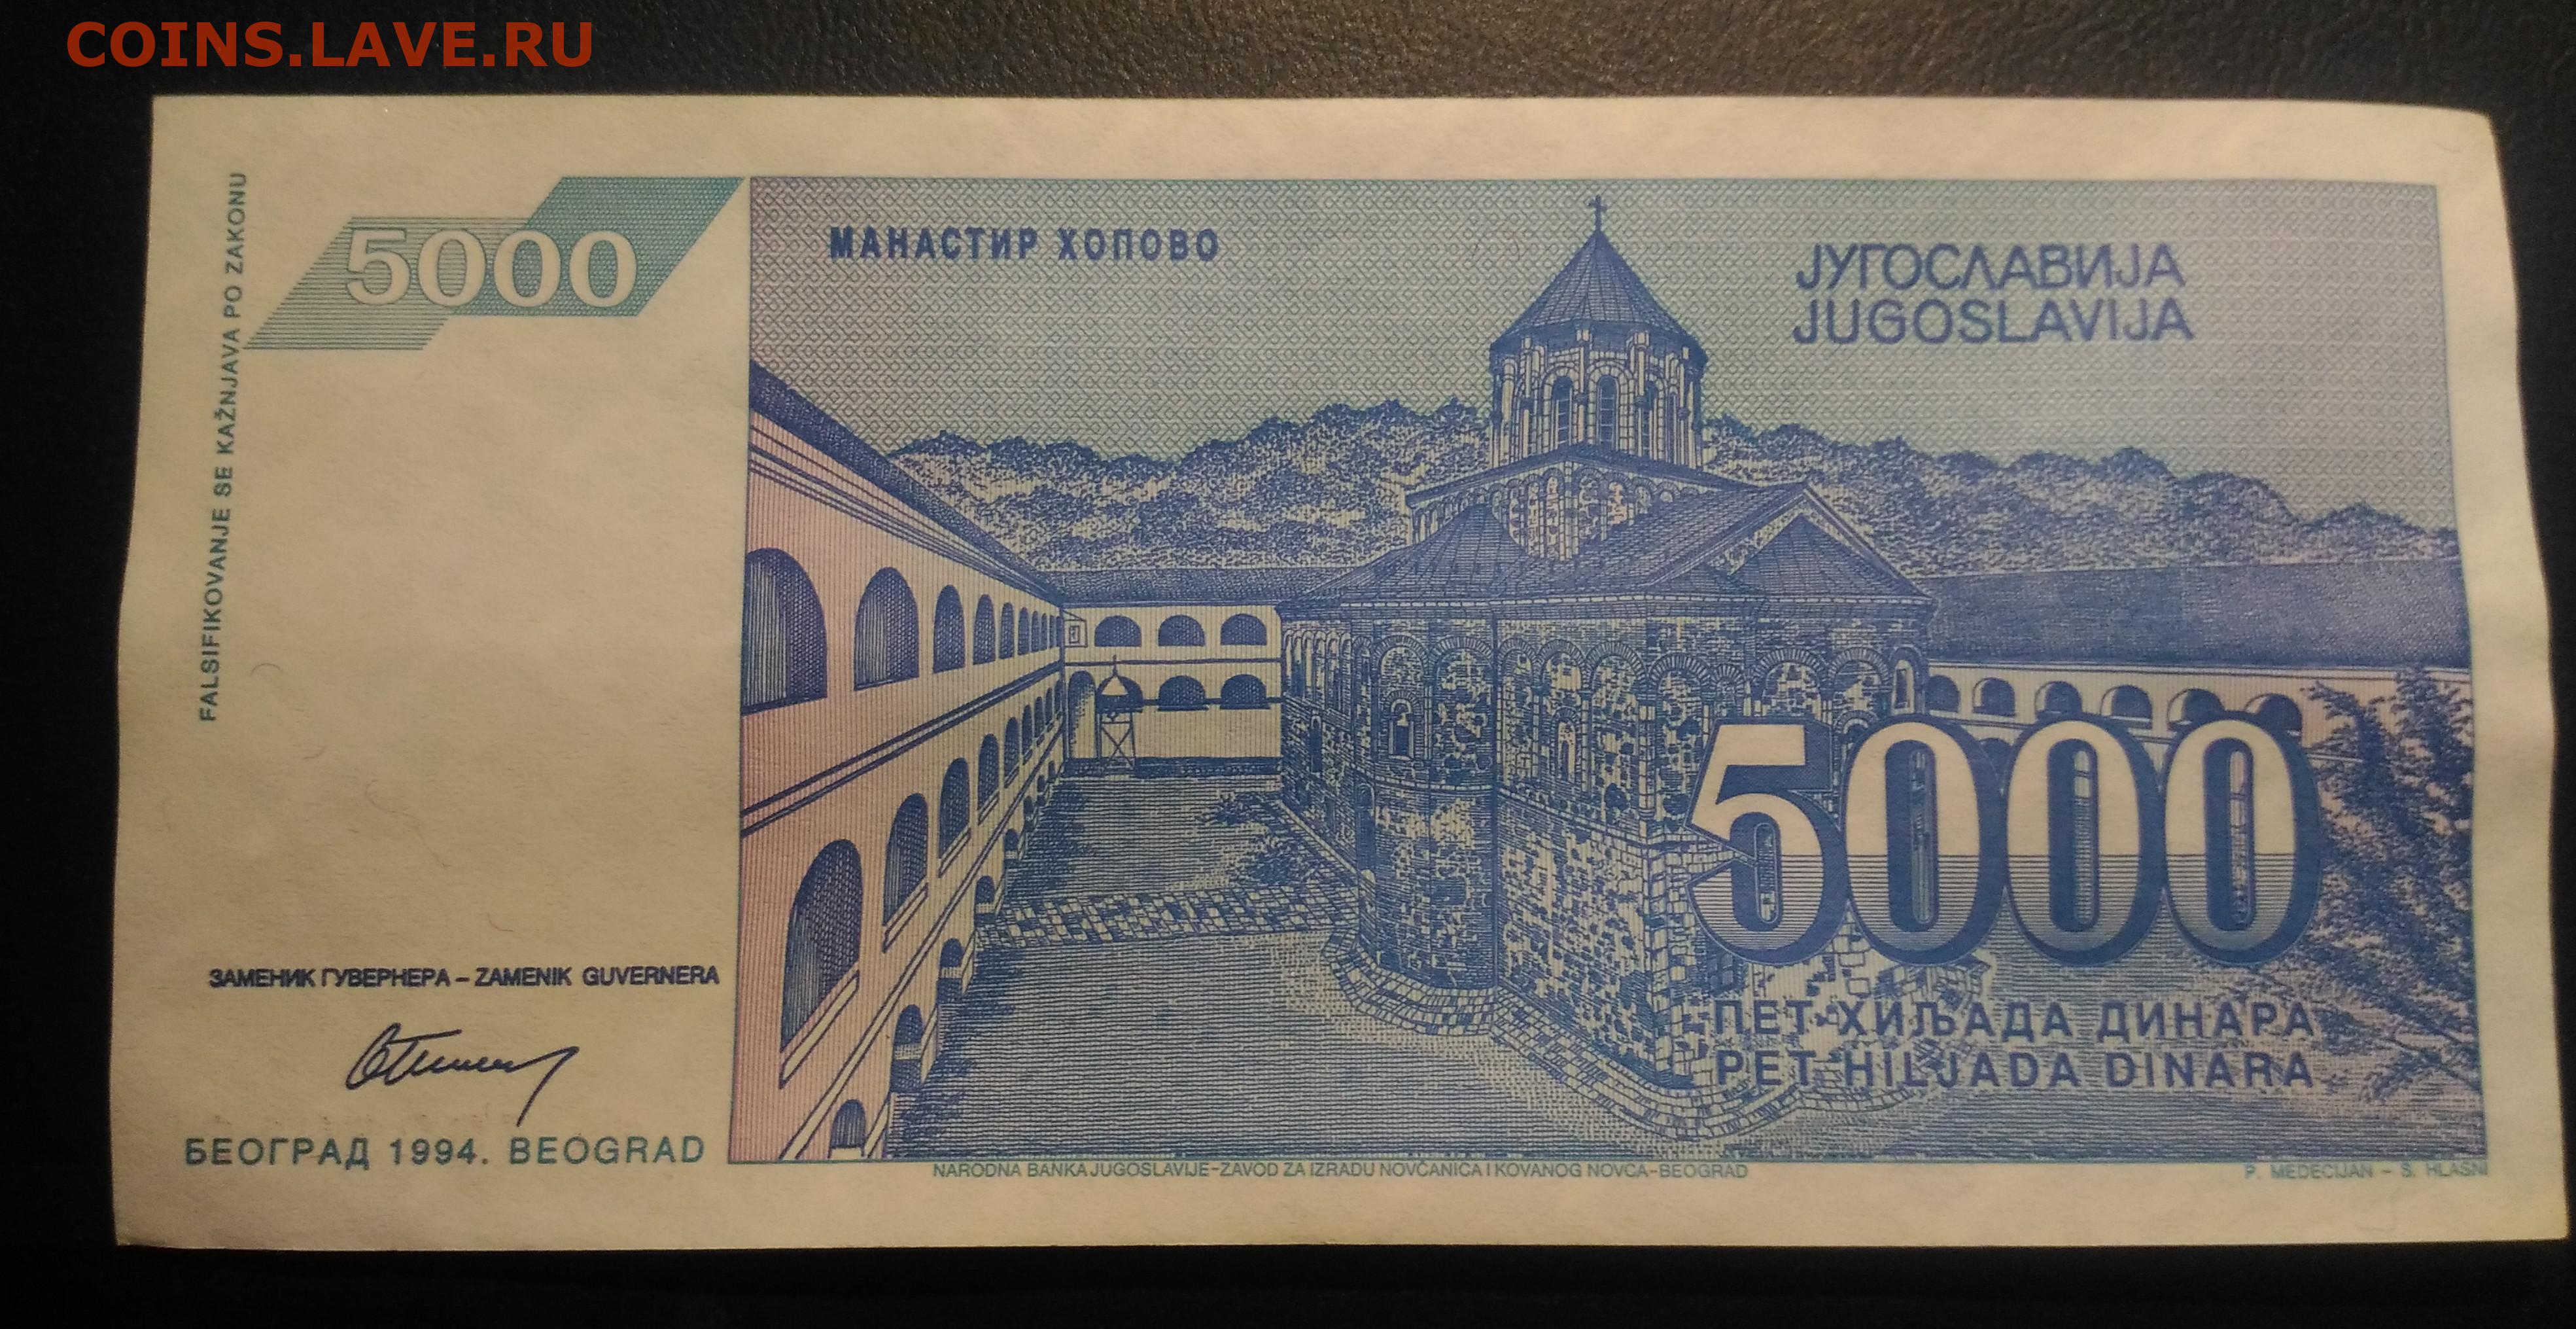 COINS.LAVE.RU
FALSIFIKOVANJE SE KAŽNJAVA PO ZAKONU
5000
МАНАСТИР ХОПОВО
ЈУГОСЛАВИЈА
JUGOSLAVIJA
5000
ПЕТ ХИЉАДА ДИНАРА
PET HILJADA DINARA
ЗАМЕНИК ГУВЕРНЕРА – ZAMENIK GUVERNERA
БЕОГРАД 1994. BEOGRAD
NARODNA BANKA JUGOSLAVIJE-ZAVOD ZA IZRADU NOVČANICA I KOVANOG NOVCA-BEOGRAD
P. MEDECIJAN – S. HLASNI